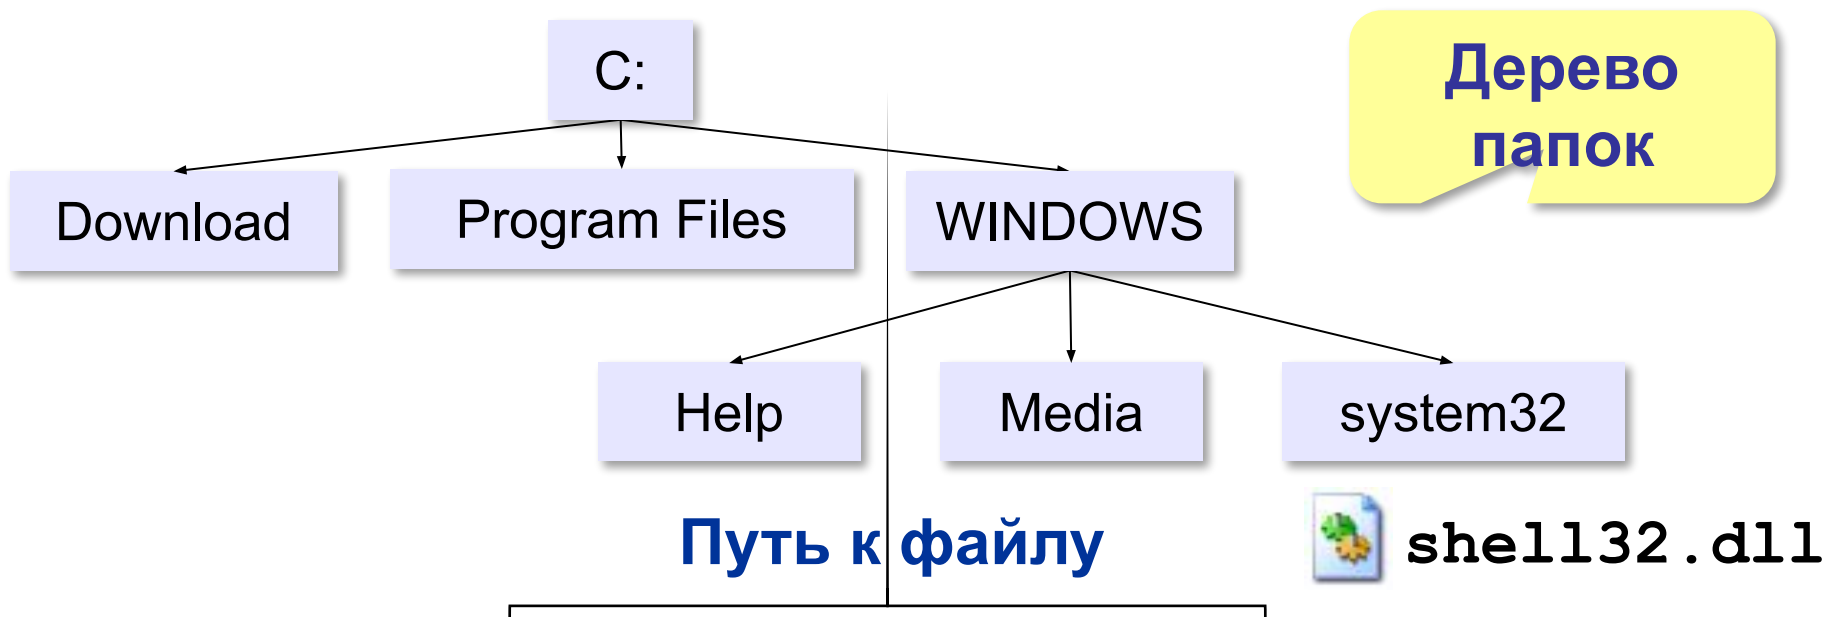 C:
Дерево
папок
Download
Program Files
WINDOWS
Help
Media
system32
Путь к файлу
shell32.dll